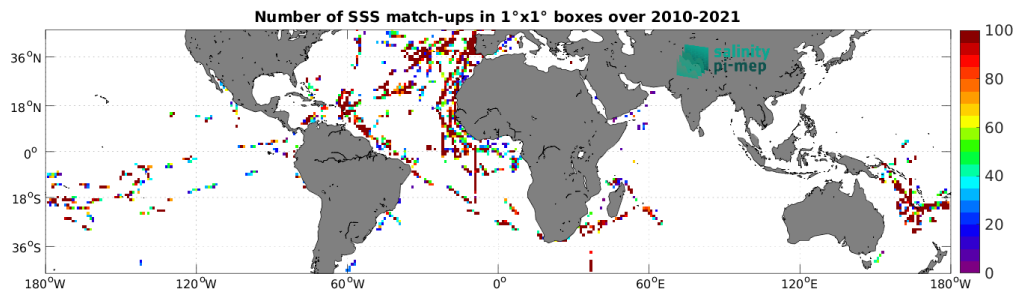 Number of SSS match-ups in 1°x1° boxes over 2010-2021
salinity
pi-mep
36°N
18°N
0°
18°S
36°S
180°W
120°W
60°W
0°
60°E
120°E
180°W
100
80
60
40
20
0